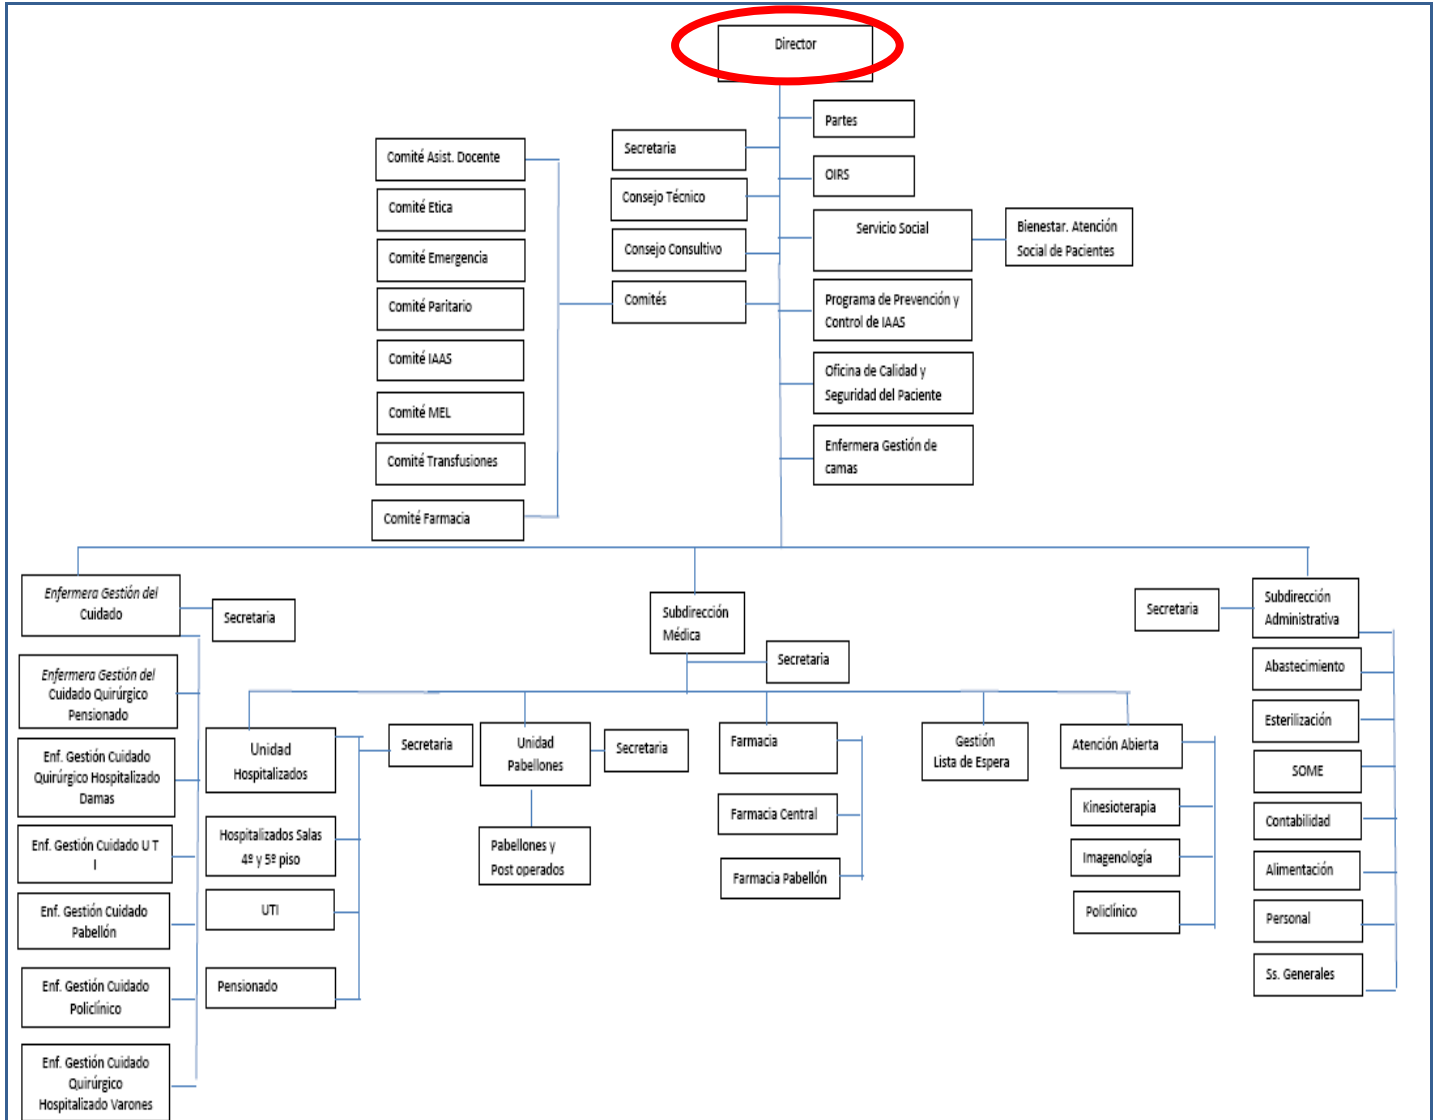 Director
Partes
Secretaria
OIRS
Consejo Técnico
Servicio Social
Bienestar. Atención
Social de Pacientes
Consejo Consultivo
Comités
Programa de Prevención y
Control de IAAS
Oficina de Calidad y
Seguridad del Paciente
Enfermera Gestión de
camas
Comité Asist. Docente
Comité Etica
Comité Emergencia
Comité Paritario
Comité IAAS
Comité MEL
Comité Transfusiones
Comité Farmacia
Enfermera Gestión del
Cuidado
Secretaria
Enfermera Gestión del
Cuidado Quirúrgico
Pensionado
Enf. Gestión Cuidado
Quirúrgico Hospitalizado
Damas
Enf. Gestión Cuidado U T
I
Enf. Gestión Cuidado
Pabellón
Enf. Gestión Cuidado
Policlínico
Enf. Gestión Cuidado
Quirúrgico
Hospitalizado Varones
Subdirección
Médica
Secretaria
Unidad
Hospitalizados
Secretaria
Hospitalizados Salas
4º y 5º piso
UTI
Pensionado
Unidad
Pabellones
Secretaria
Pabellones y
Post operados
Farmacia
Farmacia Central
Farmacia Pabellón
Gestión
Lista de Espera
Atención Abierta
Kinesioterapia
Imagenología
Policlínico
Secretaria
Subdirección
Administrativa
Abastecimiento
Esterilización
SOME
Contabilidad
Alimentación
Personal
Ss. Generales